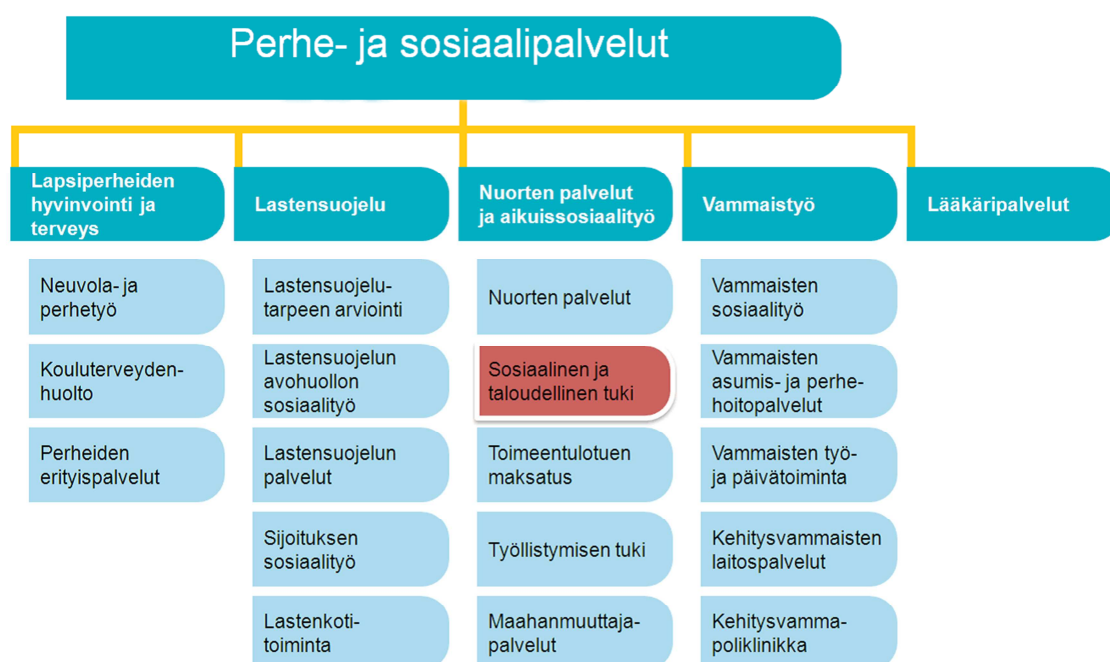 Perhe- ja sosiaalipalvelut
Lapsiperheiden
hyvinvointi ja
terveys
Neuvola- ja
perhetyö
Kouluterveyden-
huolto
Perheiden
erityispalvelut
Lastensuojelu
Lastensuojelu-
tarpeen arviointi
Lastensuojelun
avohuollon
sosiaalityö
Lastensuojelun
palvelut
Sijoituksen
sosiaalityö
Lastenkoti-
toiminta
Nuorten palvelut
ja aikuissosiaalityö
Nuorten palvelut
Sosiaalinen ja
taloudellinen tuki
Toimeentulotuen
maksatus
Työllistymisen tuki
Maahanmuuttaja-
palvelut
Vammaistyö
Vammaisten
sosiaalityö
Vammaisten
asumis- ja perhe-
hoitopalvelut
Vammaisten työ-
ja päivätoiminta
Kehitysvammaisten
laitospalvelut
Kehitysvamma-
poliklinikka
Lääkäripalvelut